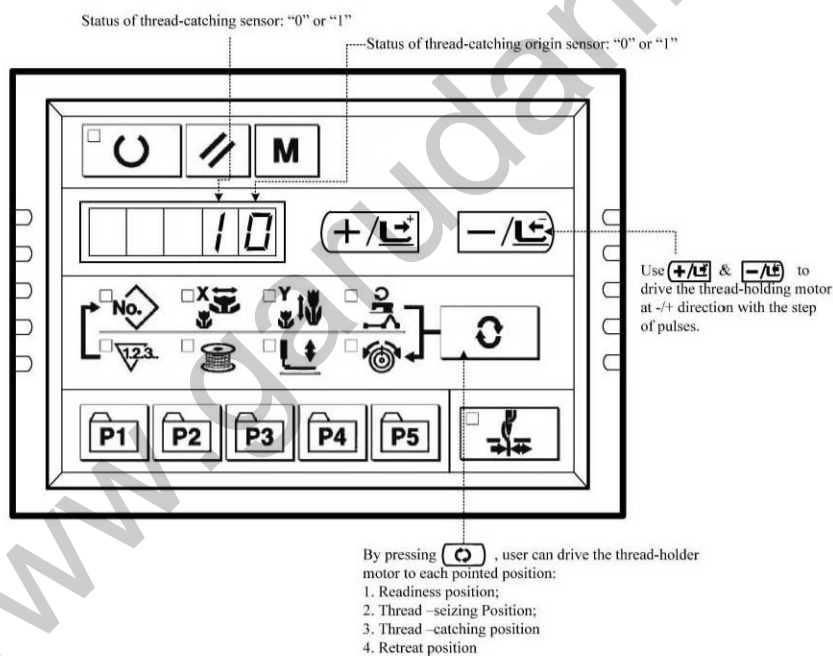 Status of thread-catching sensor: “0” or “1”
Status of thread-catching origin sensor: “0” or “1”
M
10
+/
+
−/
−
No.
X
Y
1.2.3..
Use +/ & −/ to
drive the thread-holding motor
at -/+ direction with the step
of pulses.
P1 P2 P3 P4 P5
By pressing , user can drive the thread-holder
motor to each pointed position:
1. Readiness position;
2. Thread –seizing Position;
3. Thread –catching position
4. Retreat position
www.garudan